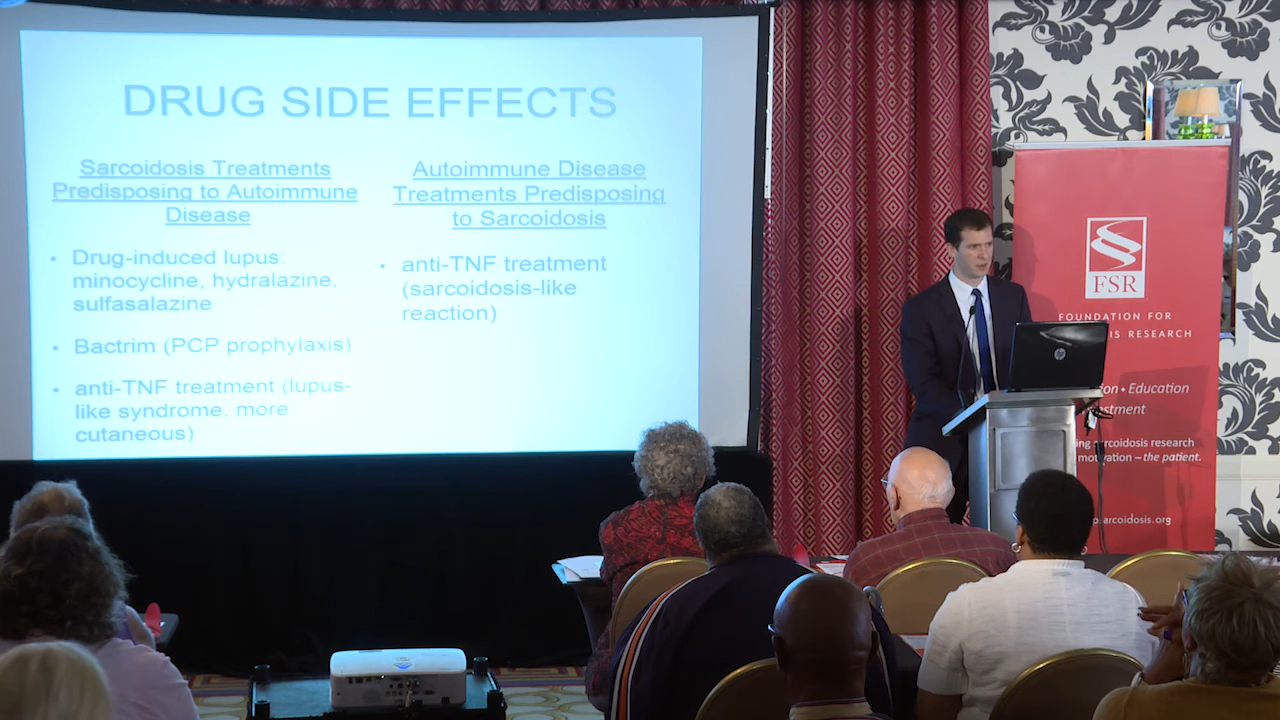 DRUG SIDE EFFECTS
Sarcoidosis Treatments
Predisposing to Autoimmune
Disease
• Drug-induced lupus:
minocycline, hydralazine,
sulfasalazine
• Bactrim (PCP prophylaxis)
• anti-TNF treatment (lupus-
like syndrome, more
cutaneous)
Autoimmune Disease
Treatments Predisposing
to Sarcoidosis
• anti-TNF treatment
(sarcoidosis-like
reaction)
FSR
FOUNDATION FOR
RESEARCH
• Education
sarcoidosis research
– the patient.
hp